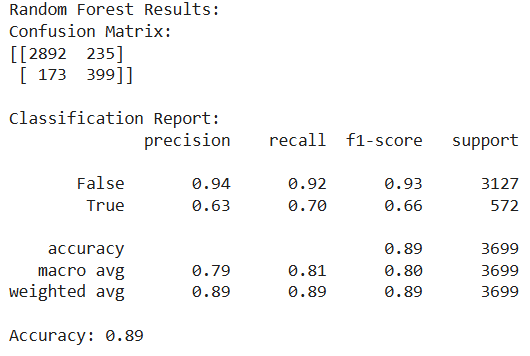 Random Forest Results:
Confusion Matrix:
[[2892  235]
 [ 173  399]]
Classification Report:
              precision    recall  f1-score   support
       False       0.94      0.92      0.93      3127
        True       0.63      0.70      0.66       572
    accuracy                           0.89      3699
   macro avg       0.79      0.81      0.80      3699
weighted avg       0.89      0.89      0.89      3699
Accuracy: 0.89